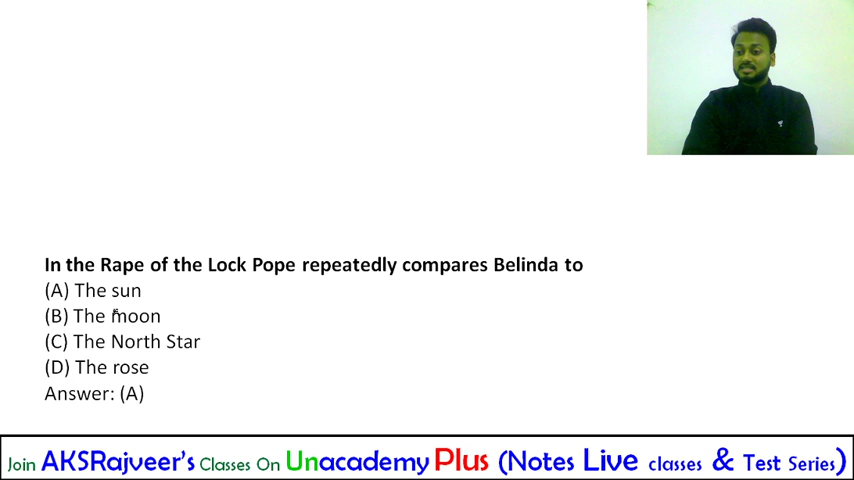 In the Rape of the Lock Pope repeatedly compares Belinda to
(A) The sun
(B) The moon
(C) The North Star
(D) The rose
Answer: (A)
Join AKSRajveer's Classes On Unacademy Plus (Notes Live classes & Test Series)